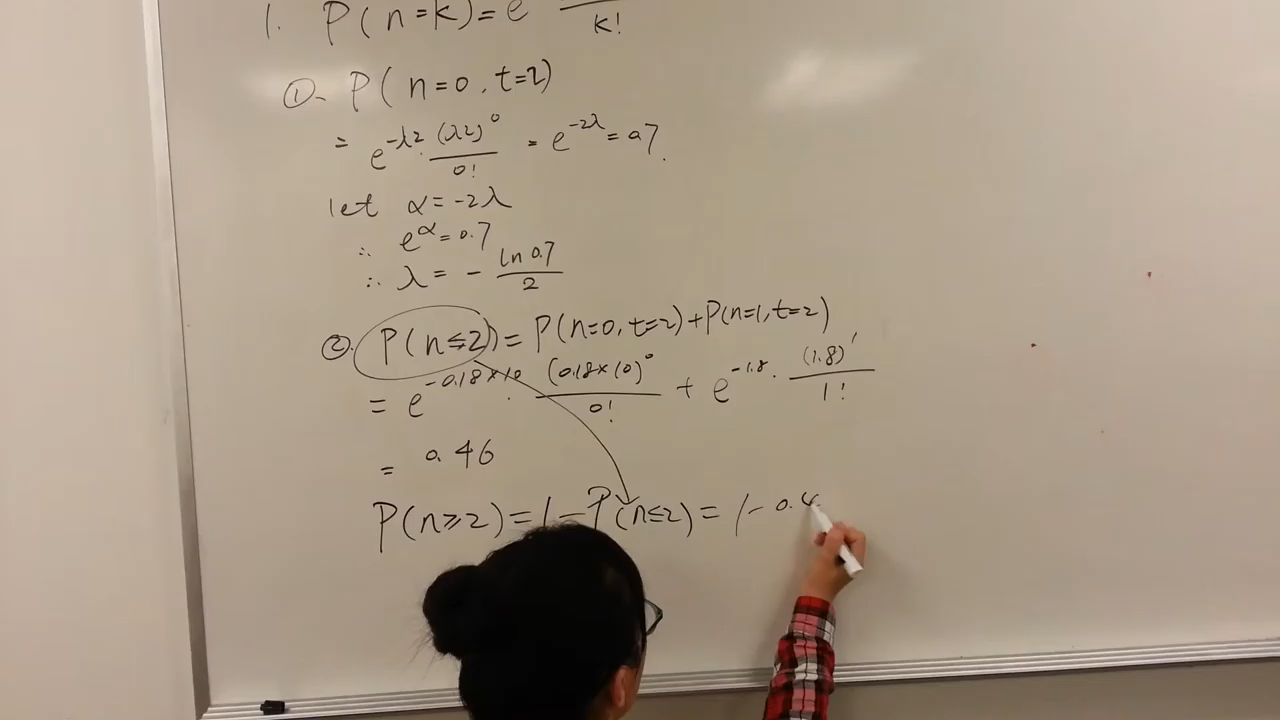 1. P(n=k)=e k!
①. P(n=0, t=2)
= e^-λ2 · (λ2)^0 / 0! = e^-2λ = 0.7.
let α=-2λ
∴ e^α=0.7
∴ λ= - ln0.7 / 2
②. P(n≤2)=P(n=0,t=2)+P(n=1,t=2)
= e^-0.18×10 · (0.18×10)^0 / 0! + e^-1.8 · (1.8)^1 / 1!
= 0.46
P(n≥2)=1-P(n≤2)=1-0.4